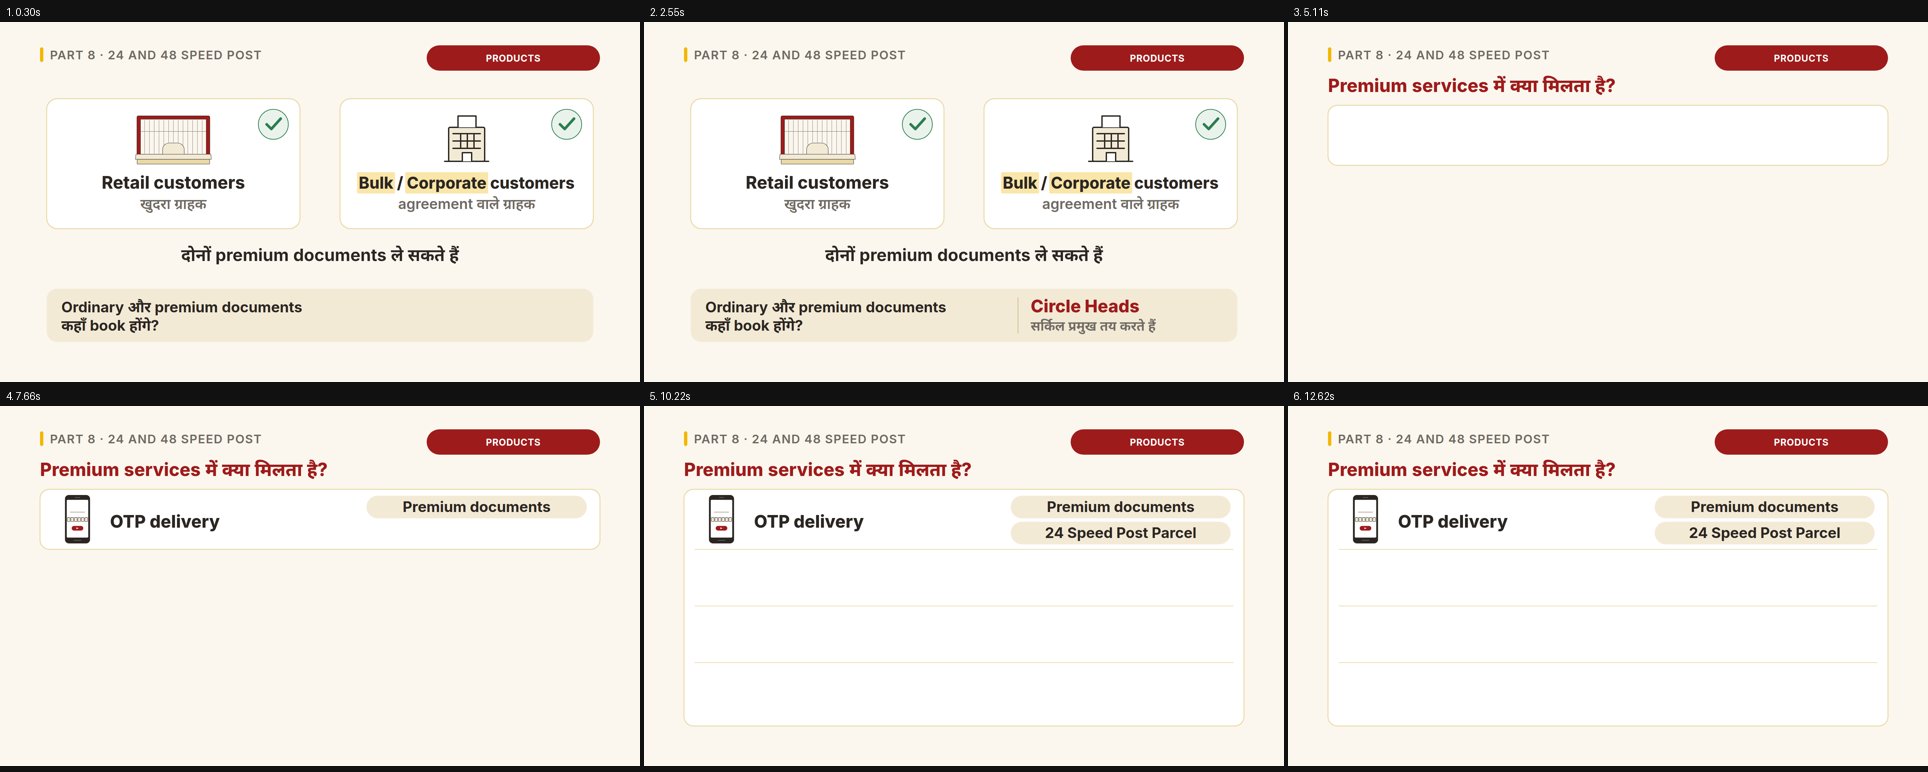 1. 0.30s
PART 8 · 24 AND 48 SPEED POST
PRODUCTS
Retail customers
खुदरा ग्राहक
Bulk / Corporate customers
agreement वाले ग्राहक
दोनों premium documents ले सकते हैं
Ordinary और premium documents
कहाँ book होंगे?
2. 2.55s
PART 8 · 24 AND 48 SPEED POST
PRODUCTS
Retail customers
खुदरा ग्राहक
Bulk / Corporate customers
agreement वाले ग्राहक
दोनों premium documents ले सकते हैं
Ordinary और premium documents
कहाँ book होंगे?
Circle Heads
सर्किल प्रमुख तय करते हैं
3. 5.11s
PART 8 · 24 AND 48 SPEED POST
PRODUCTS
Premium services में क्या मिलता है?
4. 7.66s
PART 8 · 24 AND 48 SPEED POST
PRODUCTS
Premium services में क्या मिलता है?
OTP delivery
Premium documents
5. 10.22s
PART 8 · 24 AND 48 SPEED POST
PRODUCTS
Premium services में क्या मिलता है?
OTP delivery
Premium documents
24 Speed Post Parcel
6. 12.62s
PART 8 · 24 AND 48 SPEED POST
PRODUCTS
Premium services में क्या मिलता है?
OTP delivery
Premium documents
24 Speed Post Parcel